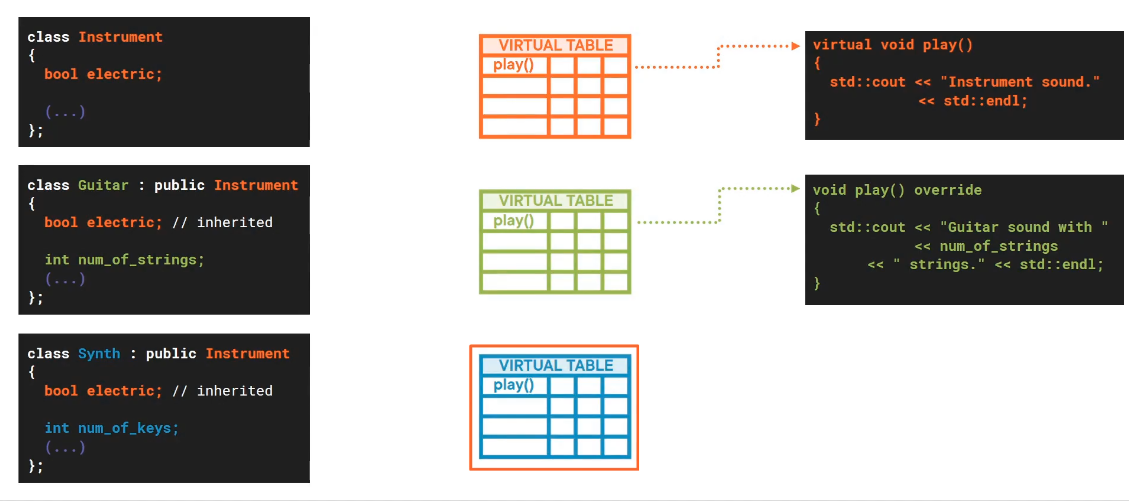 class Instrument
{
bool electric;
(...)
};
VIRTUAL TABLE
play()
virtual void play()
{
std::cout << "Instrument sound."
<< std::endl;
}
class Guitar : public Instrument
{
bool electric; // inherited
int num_of_strings;
(...)
};
VIRTUAL TABLE
play()
void play() override
{
std::cout << "Guitar sound with "
<< num_of_strings
<< " strings." << std::endl;
}
class Synth : public Instrument
{
bool electric; // inherited
int num_of_keys;
(...)
};
VIRTUAL TABLE
play()